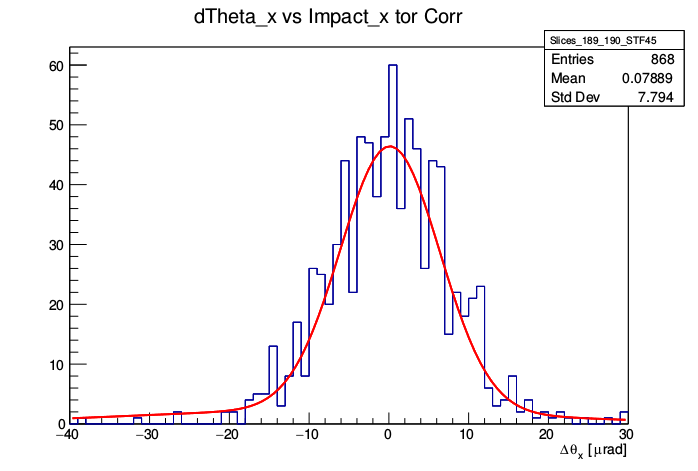 dTheta_x vs Impact_x tor Corr
Slices_189_190_STF45
Entries 868
Mean 0.07889
Std Dev 7.794
60
50
40
30
20
10
0
−40 −30 −20 −10 0 10 20 30
Δθx [μrad]